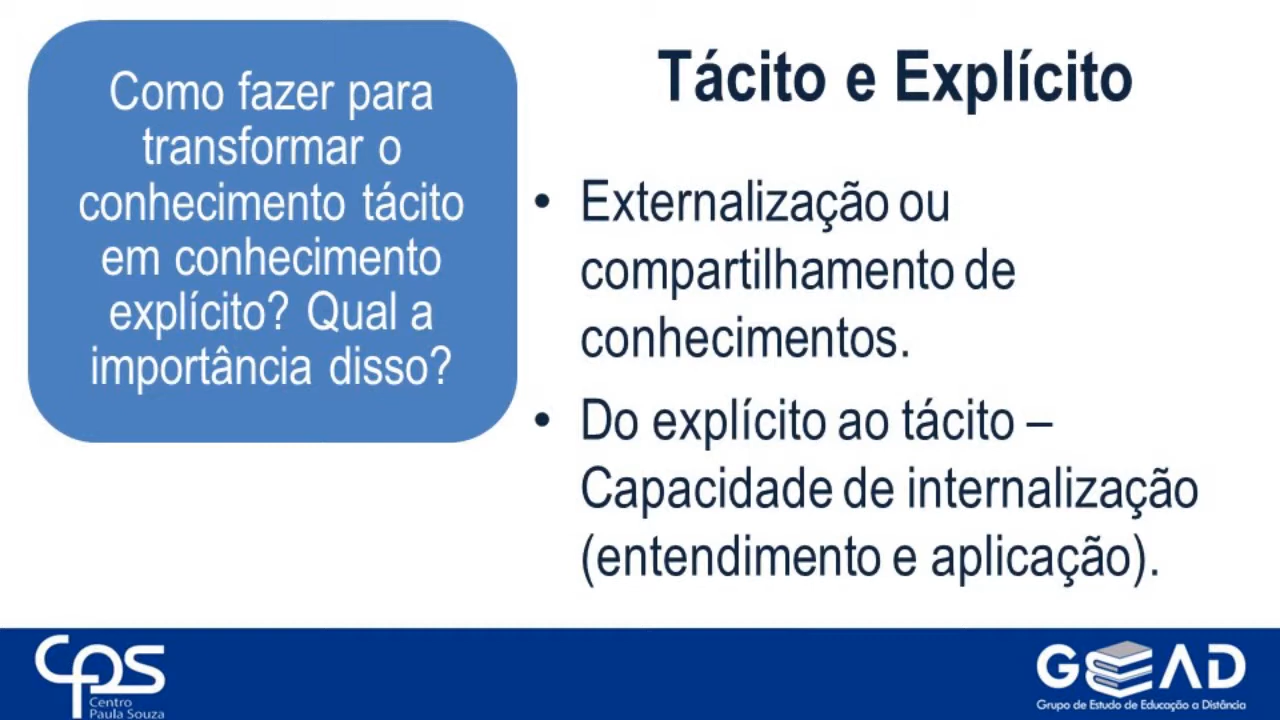 Como fazer para
transformar o
conhecimento tácito
em conhecimento
explícito? Qual a
importância disso?
Tácito e Explícito
• Externalização ou
compartilhamento de
conhecimentos.
• Do explícito ao tácito –
Capacidade de internalização
(entendimento e aplicação).
cps
Centro
Paula Souza
GEAD
Grupo de Estudo de Educação a Distância